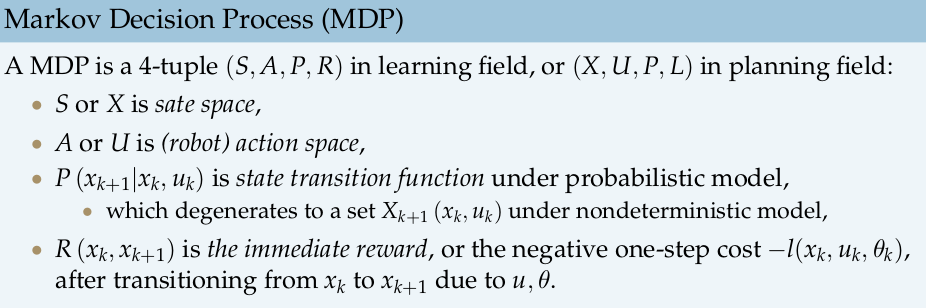 Markov Decision Process (MDP)
A MDP is a 4-tuple (S, A, P, R) in learning field, or (X, U, P, L) in planning field:
• S or X is sate space,
• A or U is (robot) action space,
• P (x_{k+1}|x_k, u_k) is state transition function under probabilistic model,
• which degenerates to a set X_{k+1} (x_k, u_k) under nondeterministic model,
• R (x_k, x_{k+1}) is the immediate reward, or the negative one-step cost −l(x_k, u_k, θ_k),
after transitioning from x_k to x_{k+1} due to u, θ.